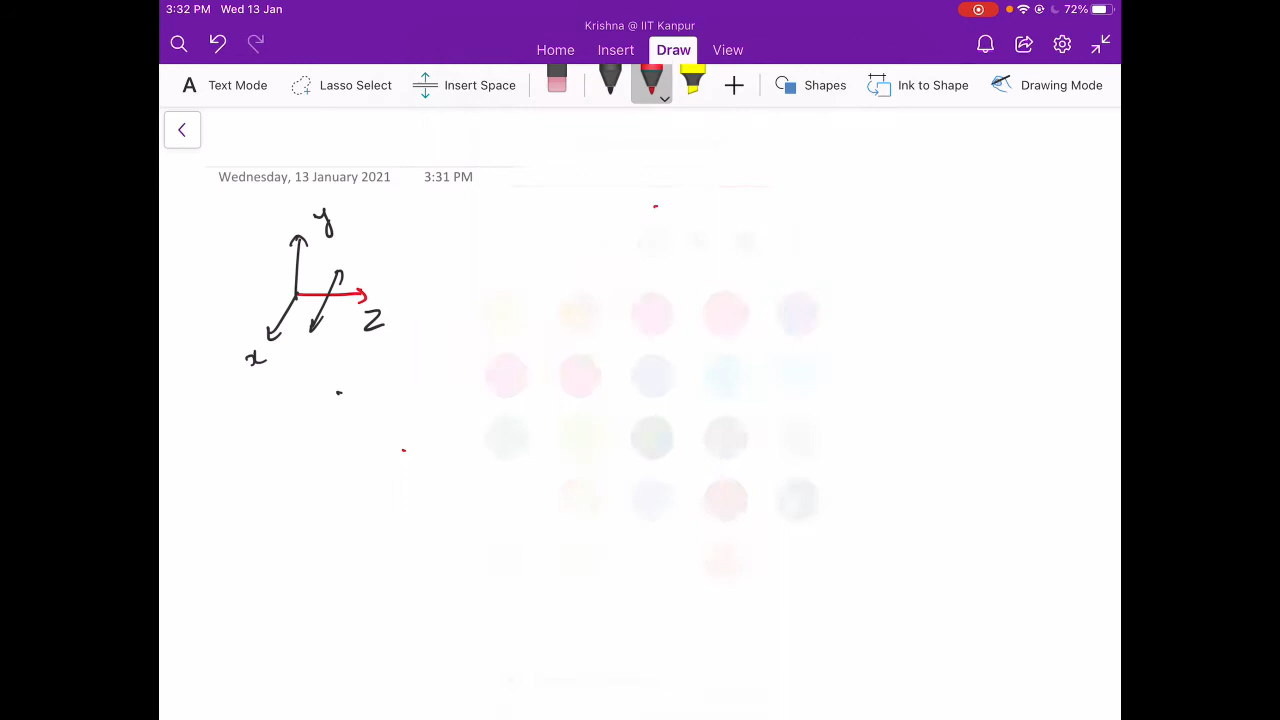 3:32 PM Wed 13 Jan
72%
Krishna @ IIT Kanpur
Home Insert Draw View
A Text Mode Lasso Select Insert Space Shapes Ink to Shape Drawing Mode
Wednesday, 13 January 2021 3:31 PM
y
z
x